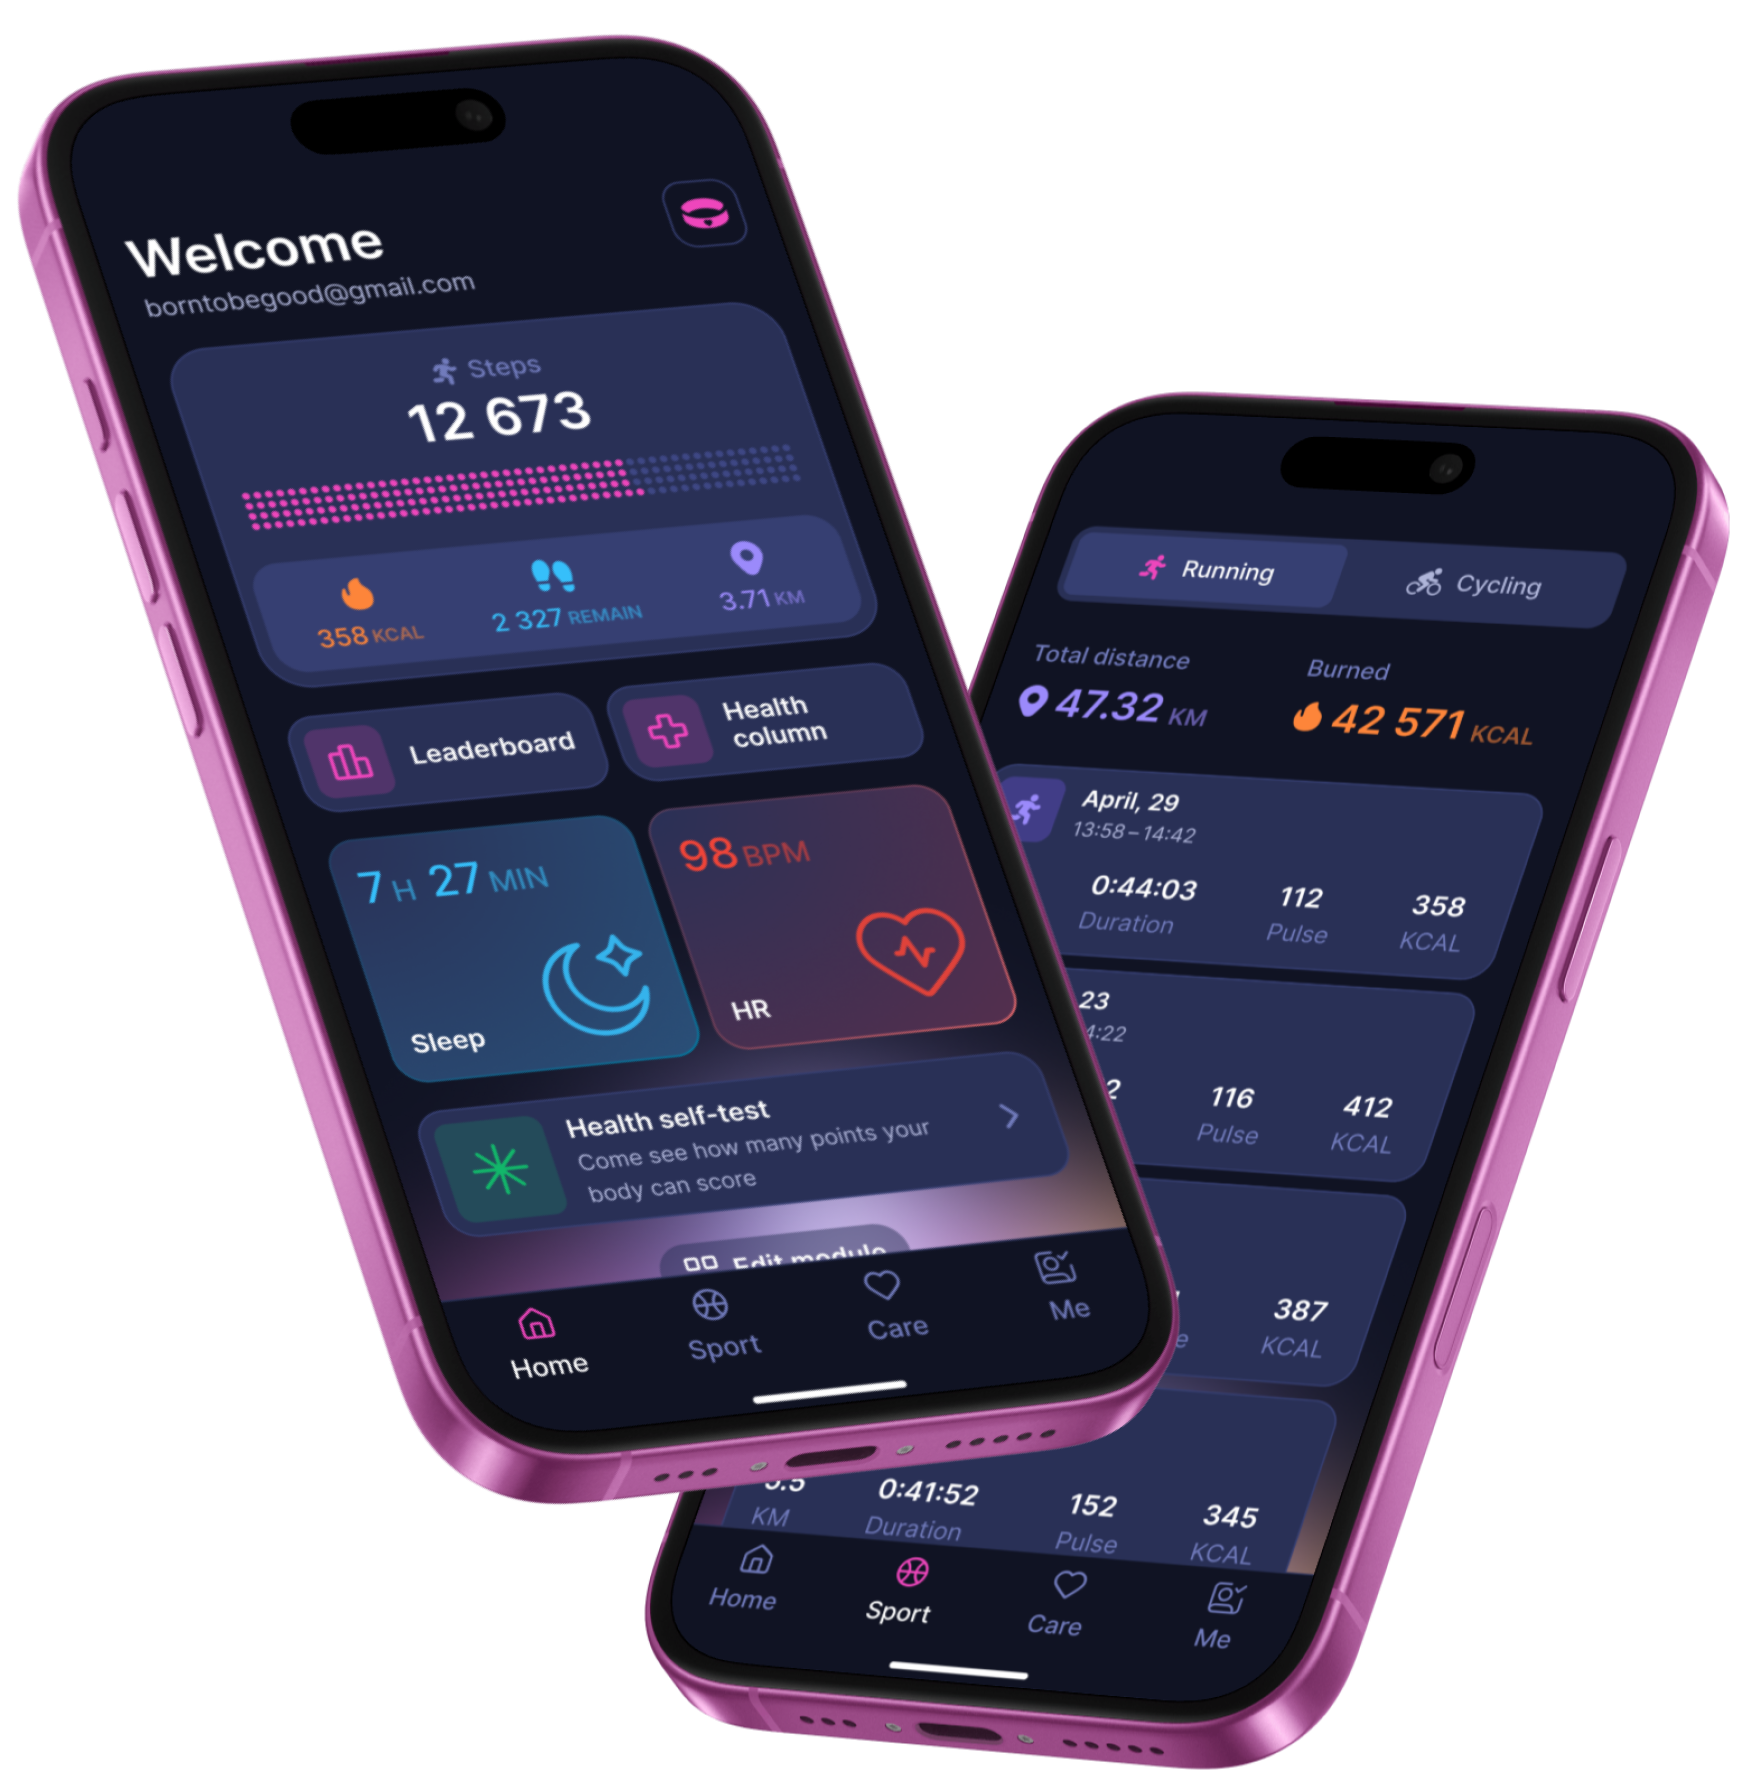 Welcome
borntobegood@gmail.com
Steps
12 673
358 KCAL
2 327 REMAIN
3.71 KM
Leaderboard
Health
column
7 H 27 MIN
Sleep
98 BPM
HR
Health self-test
Come see how many points your
body can score
Edit module
Home
Sport
Care
Me
Running
Cycling
Total distance
47.32 KM
Burned
42 571 KCAL
April, 29
13:58 – 14:42
0:44:03
Duration
112
Pulse
358
KCAL
23
4:22
2
116
Pulse
412
KCAL
e
387
KCAL
5.5
KM
0:41:52
Duration
152
Pulse
345
KCAL
Home
Sport
Care
Me